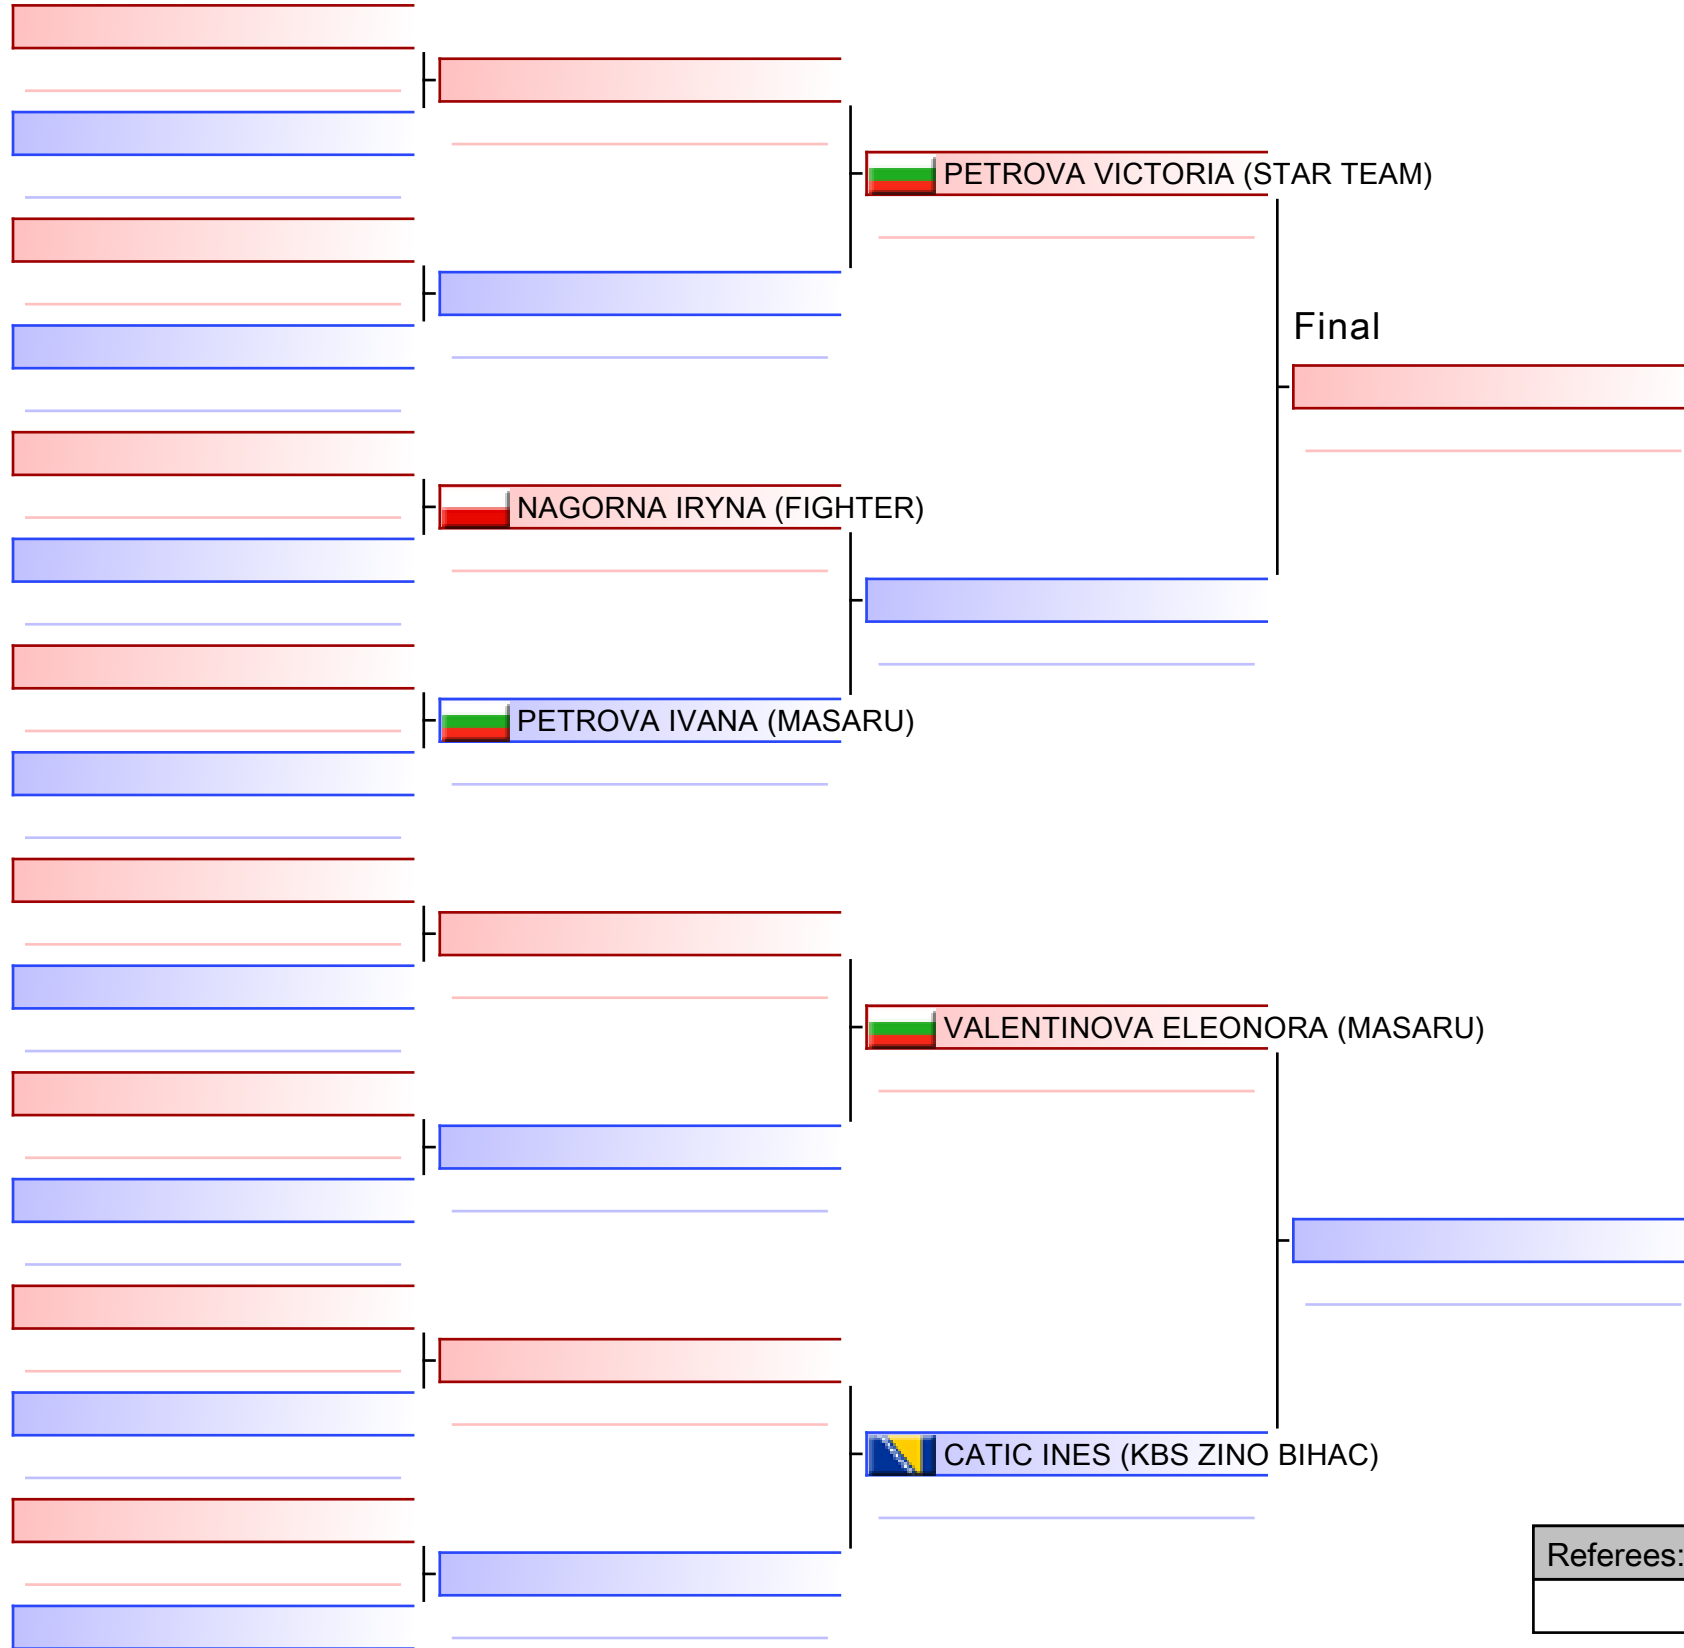 PETROVA VICTORIA (STAR TEAM)
Final
NAGORNA IRYNA (FIGHTER)
PETROVA IVANA (MASARU)
VALENTINOVA ELEONORA (MASARU)
CATIC INES (KBS ZINO BIHAC)
Referees: